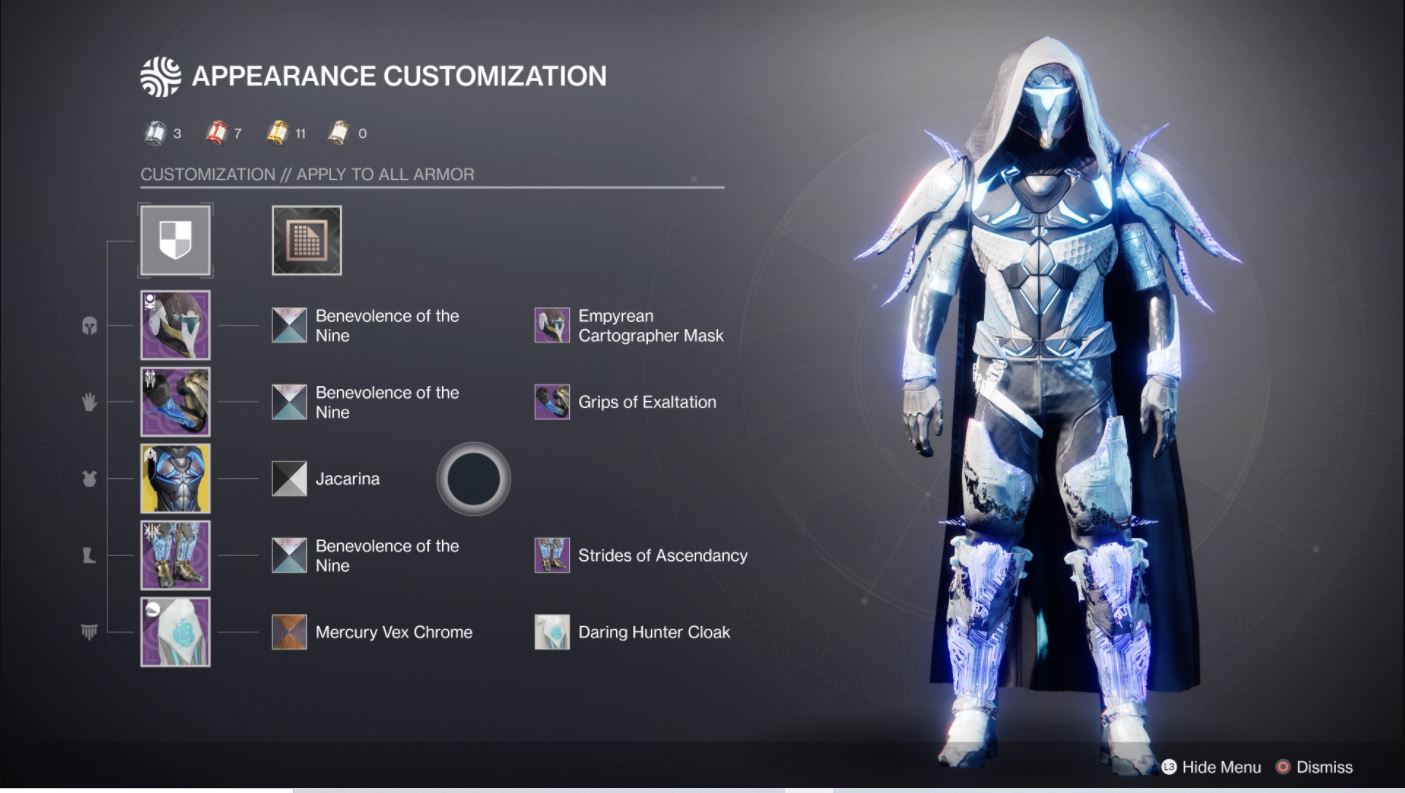 APPEARANCE CUSTOMIZATION
3 7 11 0
CUSTOMIZATION // APPLY TO ALL ARMOR
Benevolence of the
Nine
Empyrean
Cartographer Mask
Benevolence of the
Nine
Grips of Exaltation
Jacarina
Benevolence of the
Nine
Strides of Ascendancy
Mercury Vex Chrome
Daring Hunter Cloak
L3 Hide Menu Dismiss